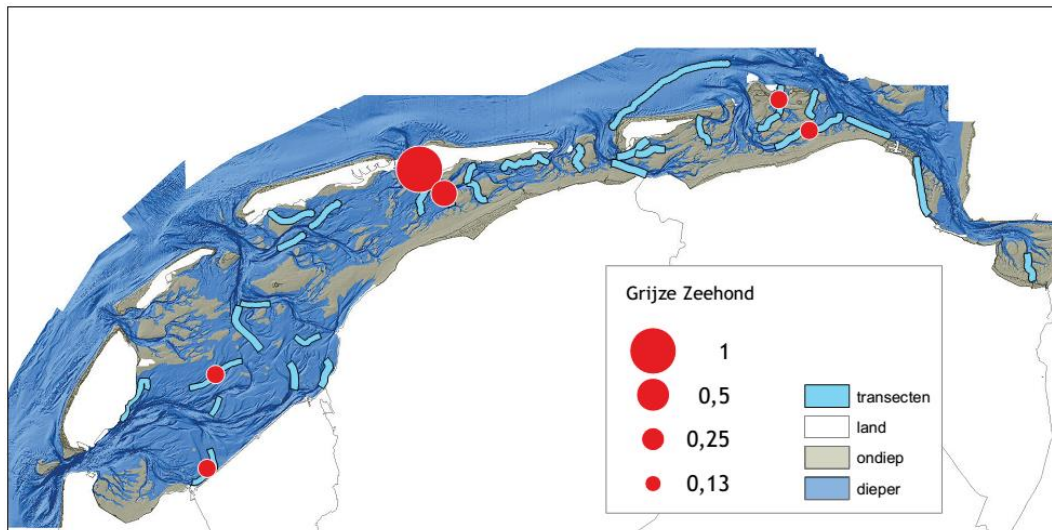 Grijze Zeehond
1
0,5
0,25
0,13
transecten
land
ondiep
dieper